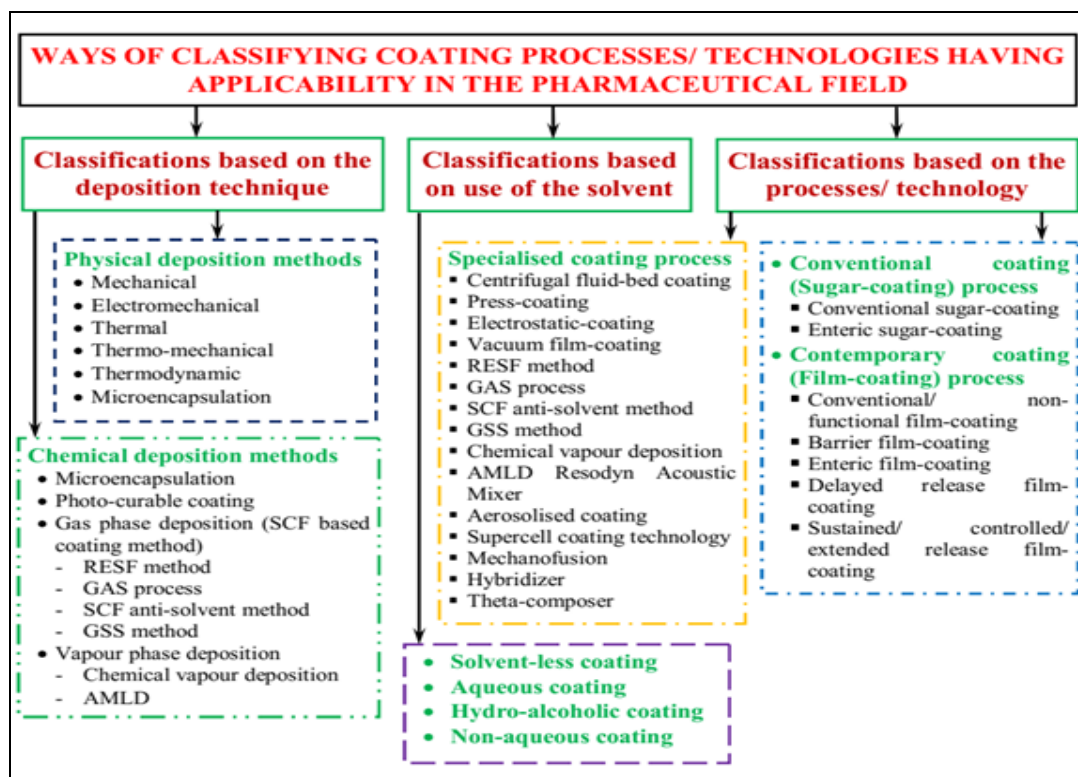 WAYS OF CLASSIFYING COATING PROCESSES/ TECHNOLOGIES HAVING
APPLICABILITY IN THE PHARMACEUTICAL FIELD
Classifications based on the
deposition technique
Physical deposition methods
• Mechanical
• Electromechanical
• Thermal
• Thermo-mechanical
• Thermodynamic
• Microencapsulation
Chemical deposition methods
• Microencapsulation
• Photo-curable coating
• Gas phase deposition (SCF based
coating method)
- RESF method
- GAS process
- SCF anti-solvent method
- GSS method
• Vapour phase deposition
- Chemical vapour deposition
- AMLD
Classifications based
on use of the solvent
• Solvent-less coating
• Aqueous coating
• Hydro-alcoholic coating
• Non-aqueous coating
Classifications based on the
processes/ technology
Specialised coating process
▪ Centrifugal fluid-bed coating
▪ Press-coating
▪ Electrostatic-coating
▪ Vacuum film-coating
▪ RESF method
▪ GAS process
▪ SCF anti-solvent method
▪ GSS method
▪ Chemical vapour deposition
▪ AMLD Resodyn Acoustic
Mixer
▪ Aerosolised coating
▪ Supercell coating technology
▪ Mechanofusion
▪ Hybridizer
▪ Theta-composer
• Conventional coating
(Sugar-coating) process
▪ Conventional sugar-coating
▪ Enteric sugar-coating
• Contemporary coating
(Film-coating) process
▪ Conventional/ non-
functional film-coating
▪ Barrier film-coating
▪ Enteric film-coating
▪ Delayed release film-
coating
▪ Sustained/ controlled/
extended release film-
coating